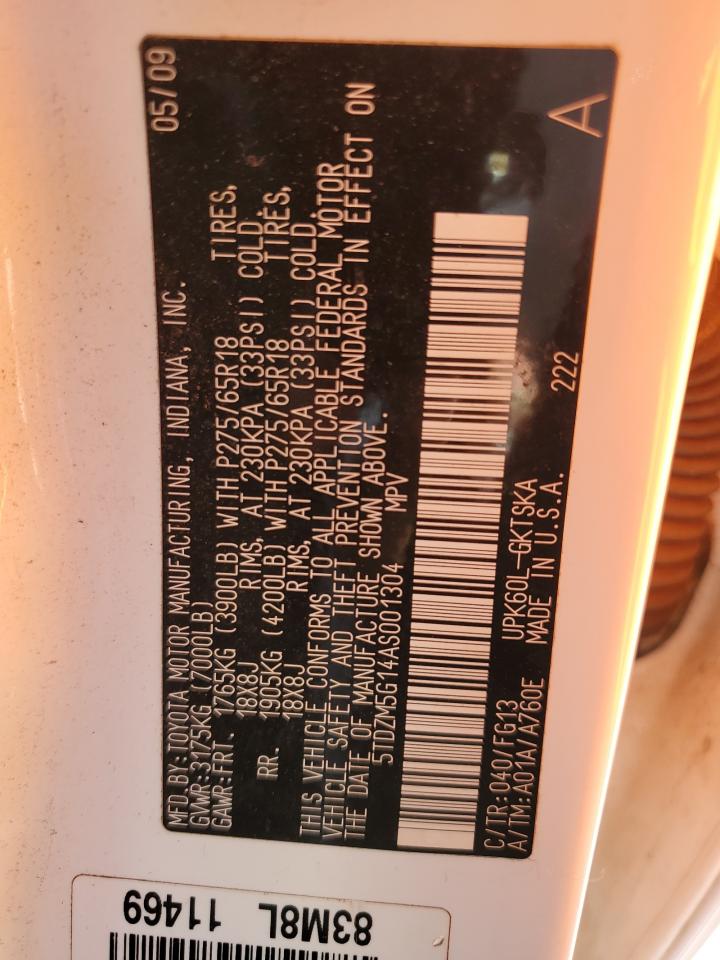 MFD.BY:TOYOTA MOTOR MANUFACTURING, INDIANA, INC. 05/09
GVWR:3175KG(7000LB)
GAWR:FRT. 1765KG (3900LB) WITH P275/65R18 TIRES,
18X8J RIMS, AT 230KPA (33PSI) COLD.
RR. 1905KG (4200LB) WITH P275/65R18 TIRES,
18X8J RIMS, AT 230KPA (33PSI) COLD.
THIS VEHICLE CONFORMS TO ALL APPLICABLE FEDERAL MOTOR
VEHICLE SAFETY AND THEFT PREVENTION STANDARDS IN EFFECT ON
THE DATE OF MANUFACTURE SHOWN ABOVE.
5TDZM5G14AS001304 MPV
C/TR:040/FG13 UPK60L-GKTSKA 222 A
A/TM:A01A/A760E MADE IN U.S.A.
83M8L 11469